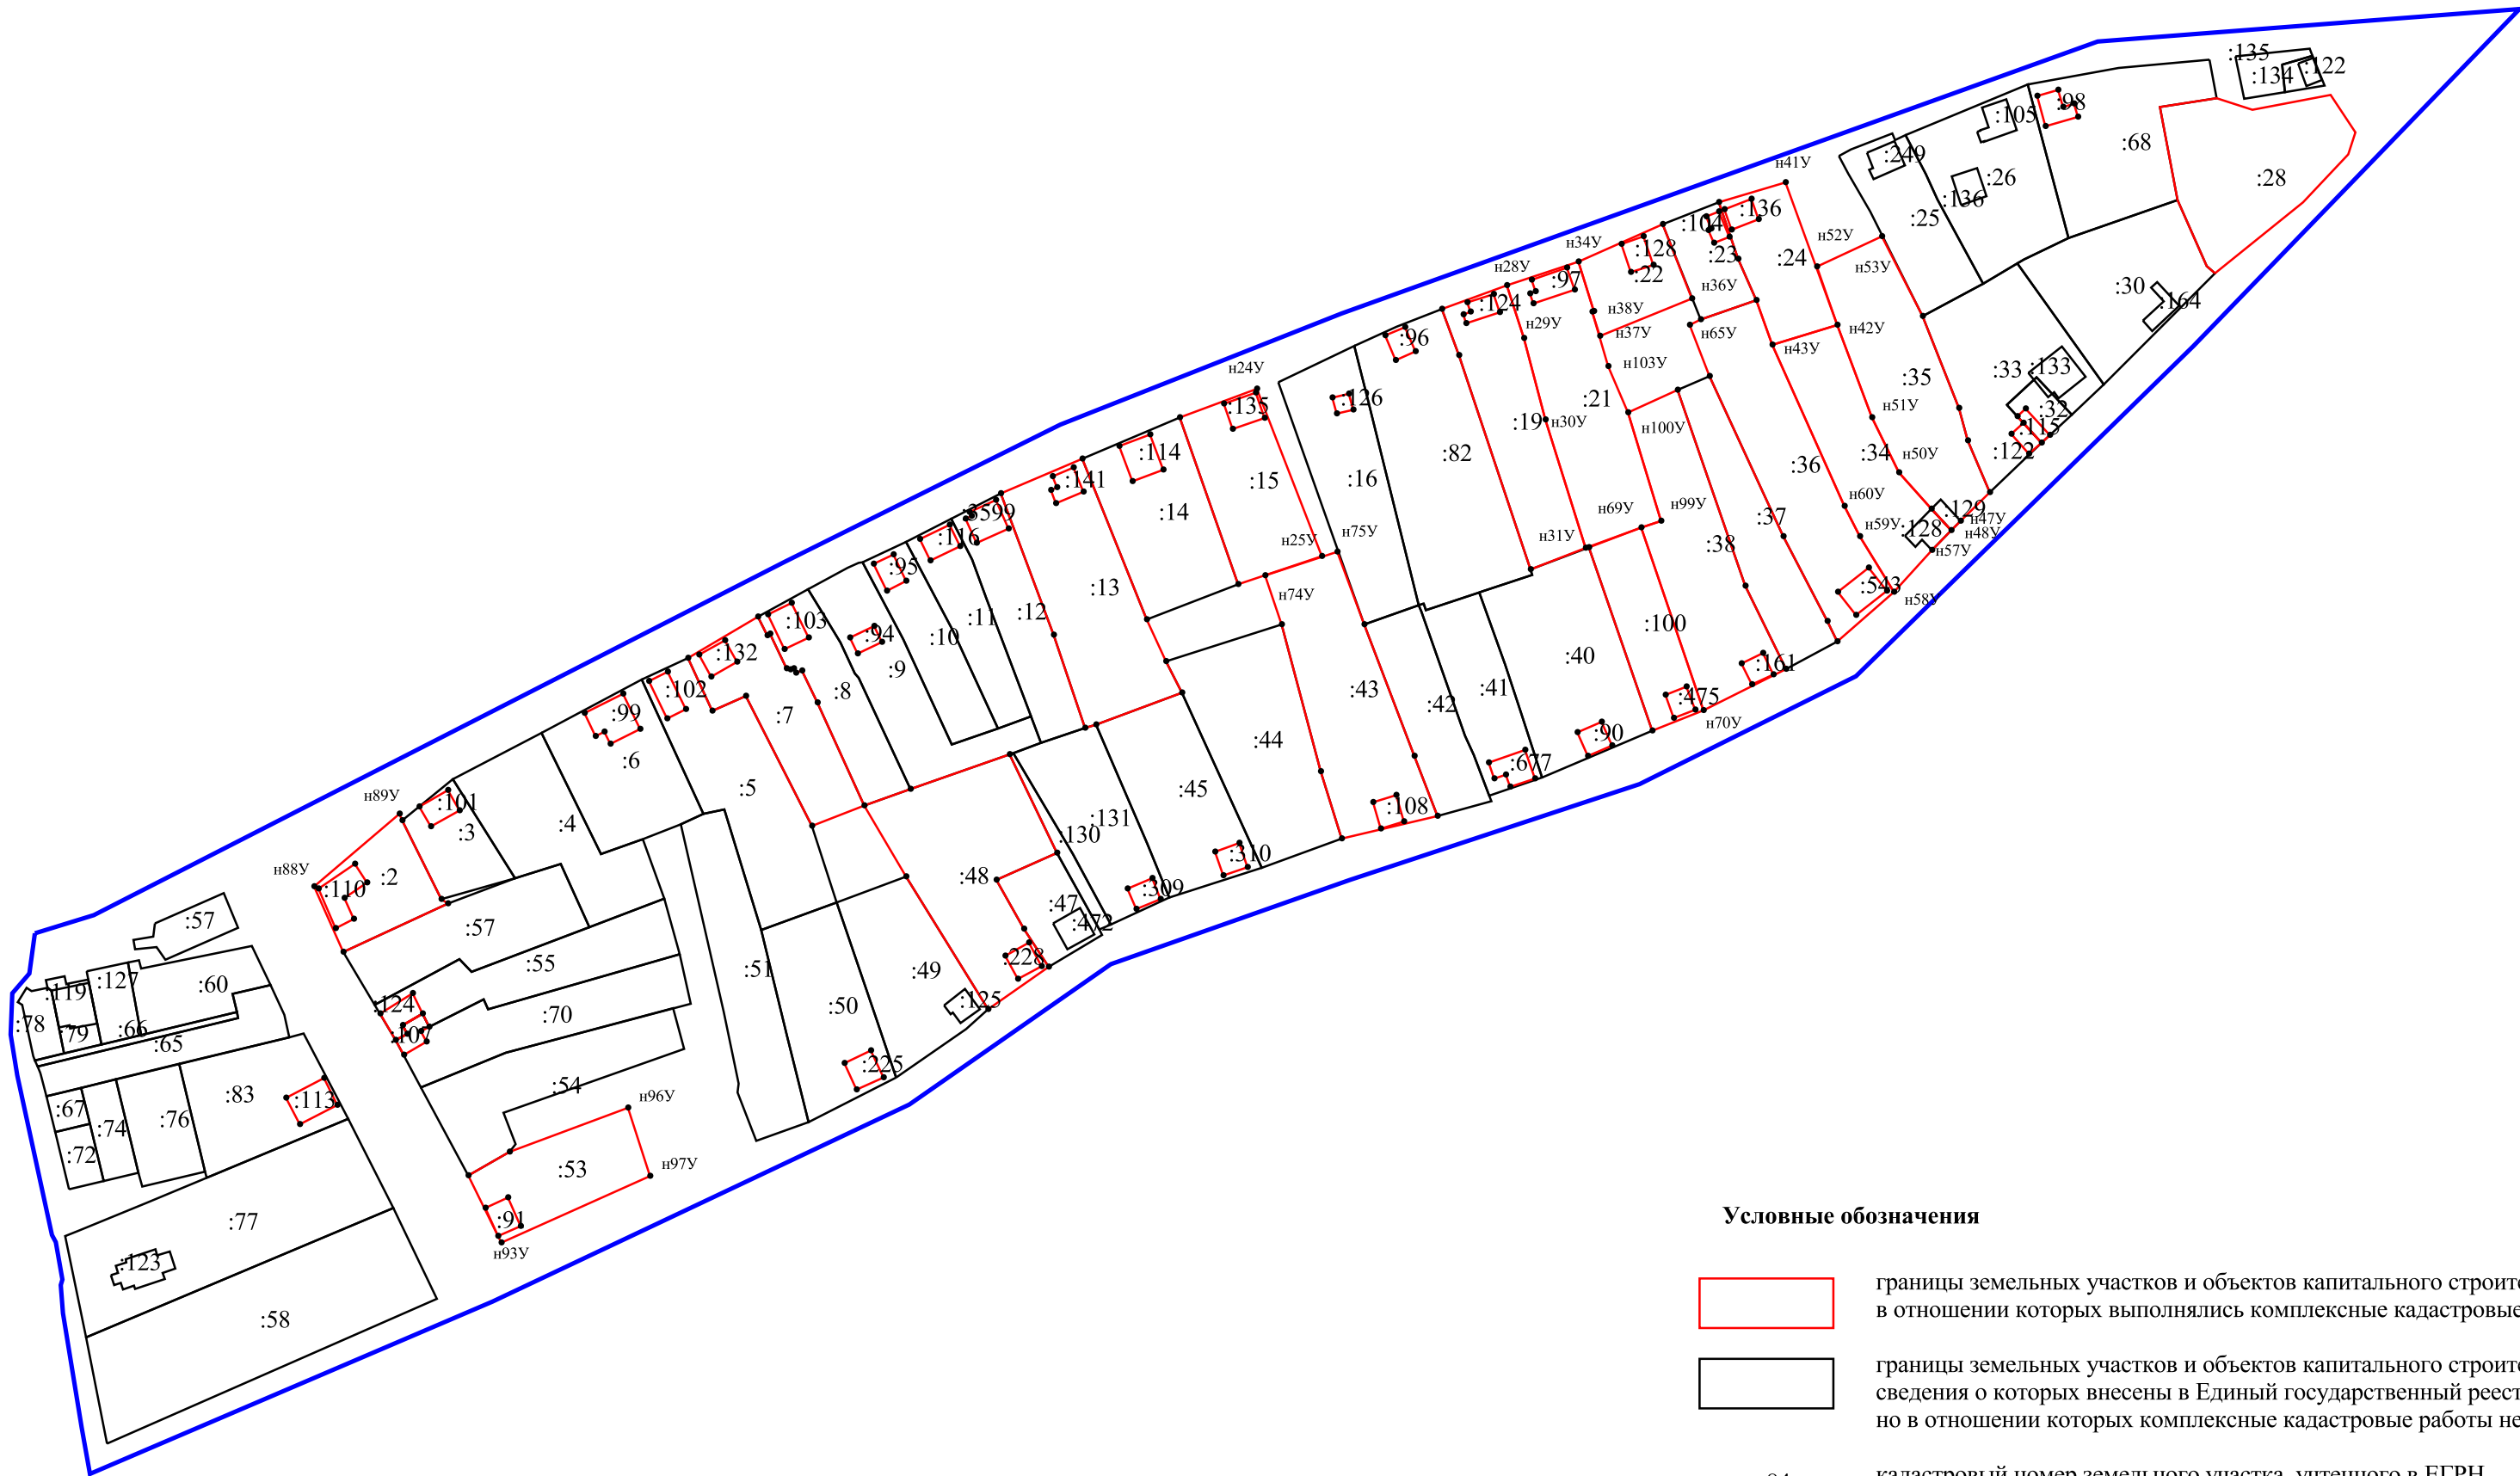 :135
:134
:122
:98
:105
:68
:249
:28
н41У
:26
:136
:136
:25
:104
н52У
:23
:24
н34У
:128
н53У
н28У
:97
:22
н36У
:30
:164
:124
н38У
н29У
н37У
н65У
н42У
:96
н43У
н103У
:33
:133
н24У
:35
:126
:21
:135
н51У
:32
:19
н30У
н100У
:115
:114
:82
:34
н50У
:122
:141
:15
:16
:36
н60У
:129
:3599
:14
н69У
н99У
:37
н59У
:128
н47У
н48У
:116
н25У
н75У
н31У
:38
н57У
:95
:13
:543
н58У
:103
:12
:11
н74У
:100
:94
:10
:132
:9
:40
:161
:102
:8
:43
:41
:475
:99
:7
:42
н70У
:6
:44
:90
:677
:5
:45
н89У
:101
:108
:3
:4
:131
:130
:310
н88У
:2
:110
:48
:309
:47
:57
:57
:472
:55
:228
:51
:49
:127
:60
:119
:125
:124
:50
:78
:79
:66
:107
:70
:65
:225
:54
:83
:113
н96У
:67
:76
:74
:72
:53
н97У
:77
:91
н93У
:123
:58
Условные обозначения
границы земельных участков и объектов капитального
в отношении которых выполнялись комплексные кадастровые
границы земельных участков и объектов капитального
сведения о которых внесены в Единый государственный
но в отношении которых комплексные кадастровые работы
кадастровый номер земельного участка, учтенного в ЕГРН